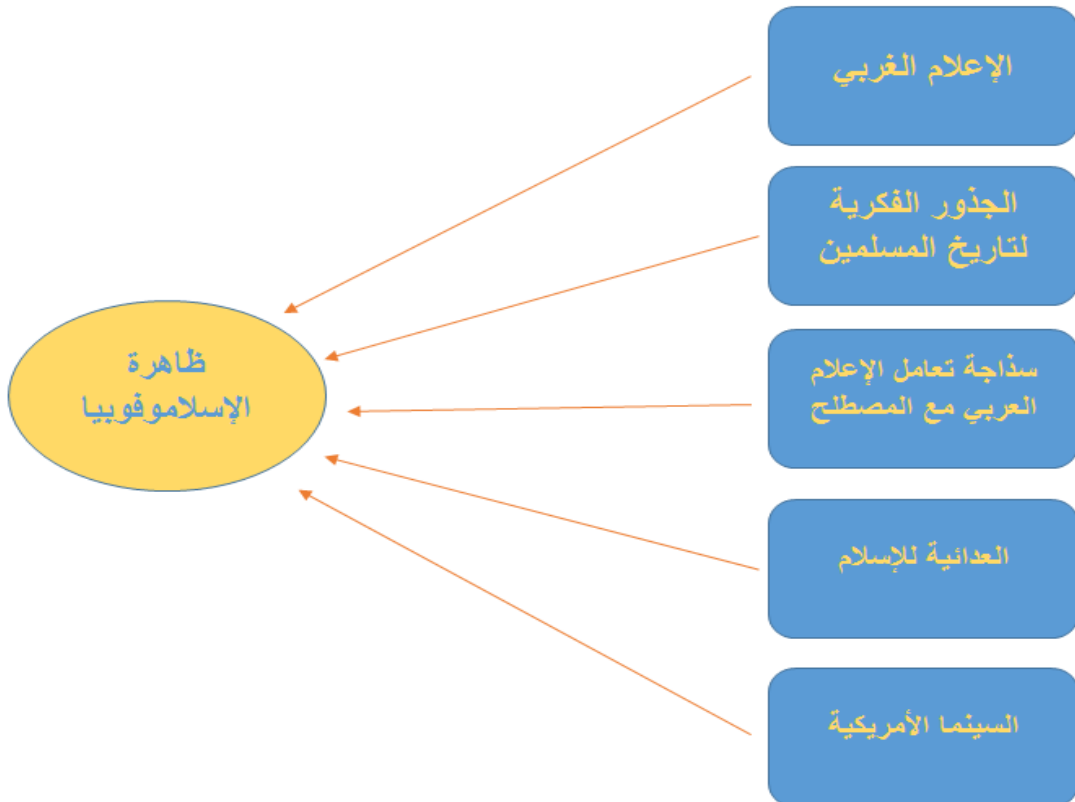 الإعلام الغربي
الجذور الفكرية
لتاريخ المسلمين
سذاجة تعامل الإعلام
العربي مع المصطلح
العدائية للإسلام
السينما الأمريكية
ظاهرة
الإسلاموفوبيا